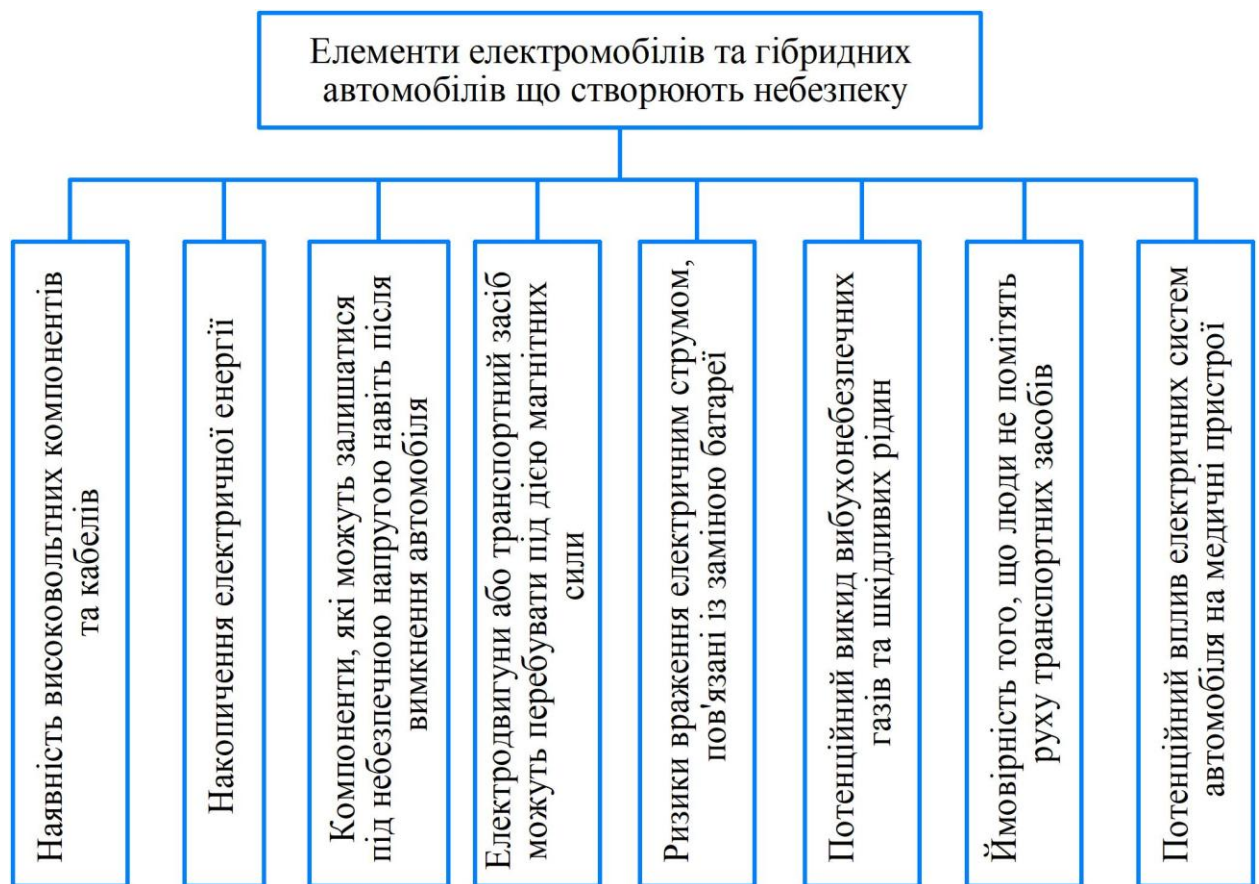 Елементи електромобілів та гібридних
автомобілів що створюють небезпеку
Наявність високовольтних компонентів
та кабелів
Накопичення електричної енергії
Компоненти, які можуть залишатися
під небезпечною напругою навіть після
вимкнення автомобіля
Електродвигуни або транспортний засіб
можуть перебувати під дією магнітних
сили
Ризики враження електричним струмом,
пов'язані із заміною батареї
Потенційний викид вибухонебезпечних
газів та шкідливих рідин
Ймовірність того, що люди не помітять
руху транспортних засобів
Потенційний вплив електричних систем
автомобіля на медичні пристрої